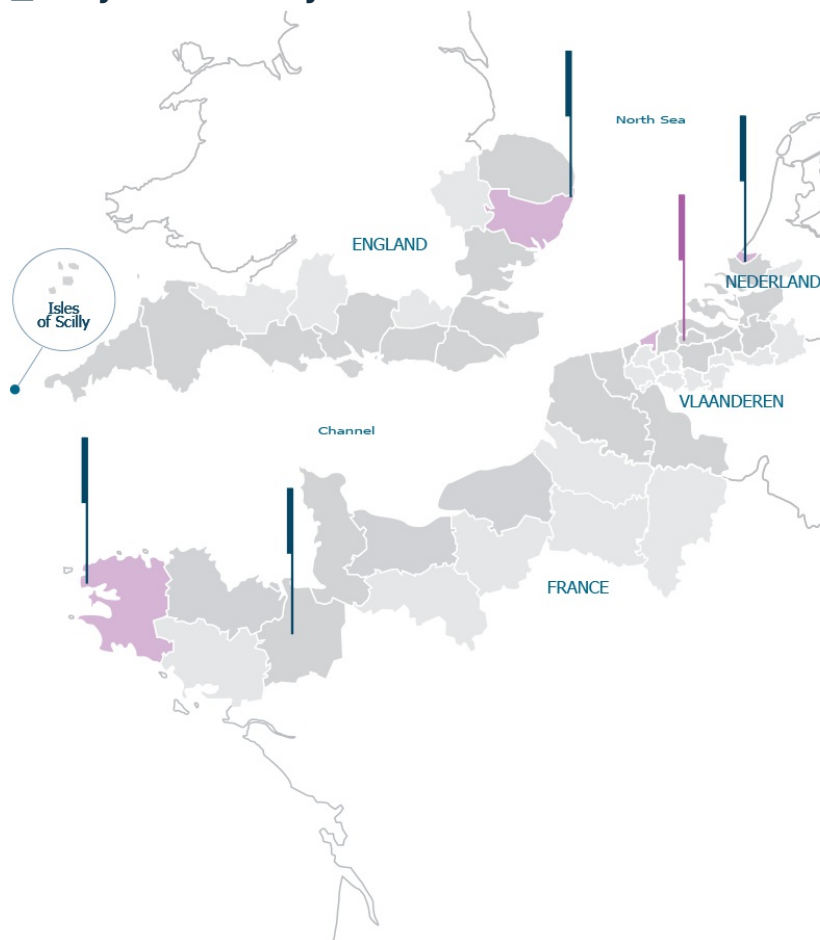 North Sea
ENGLAND
NEDERLAND
Isles
of Scilly
VLAANDEREN
Channel
FRANCE